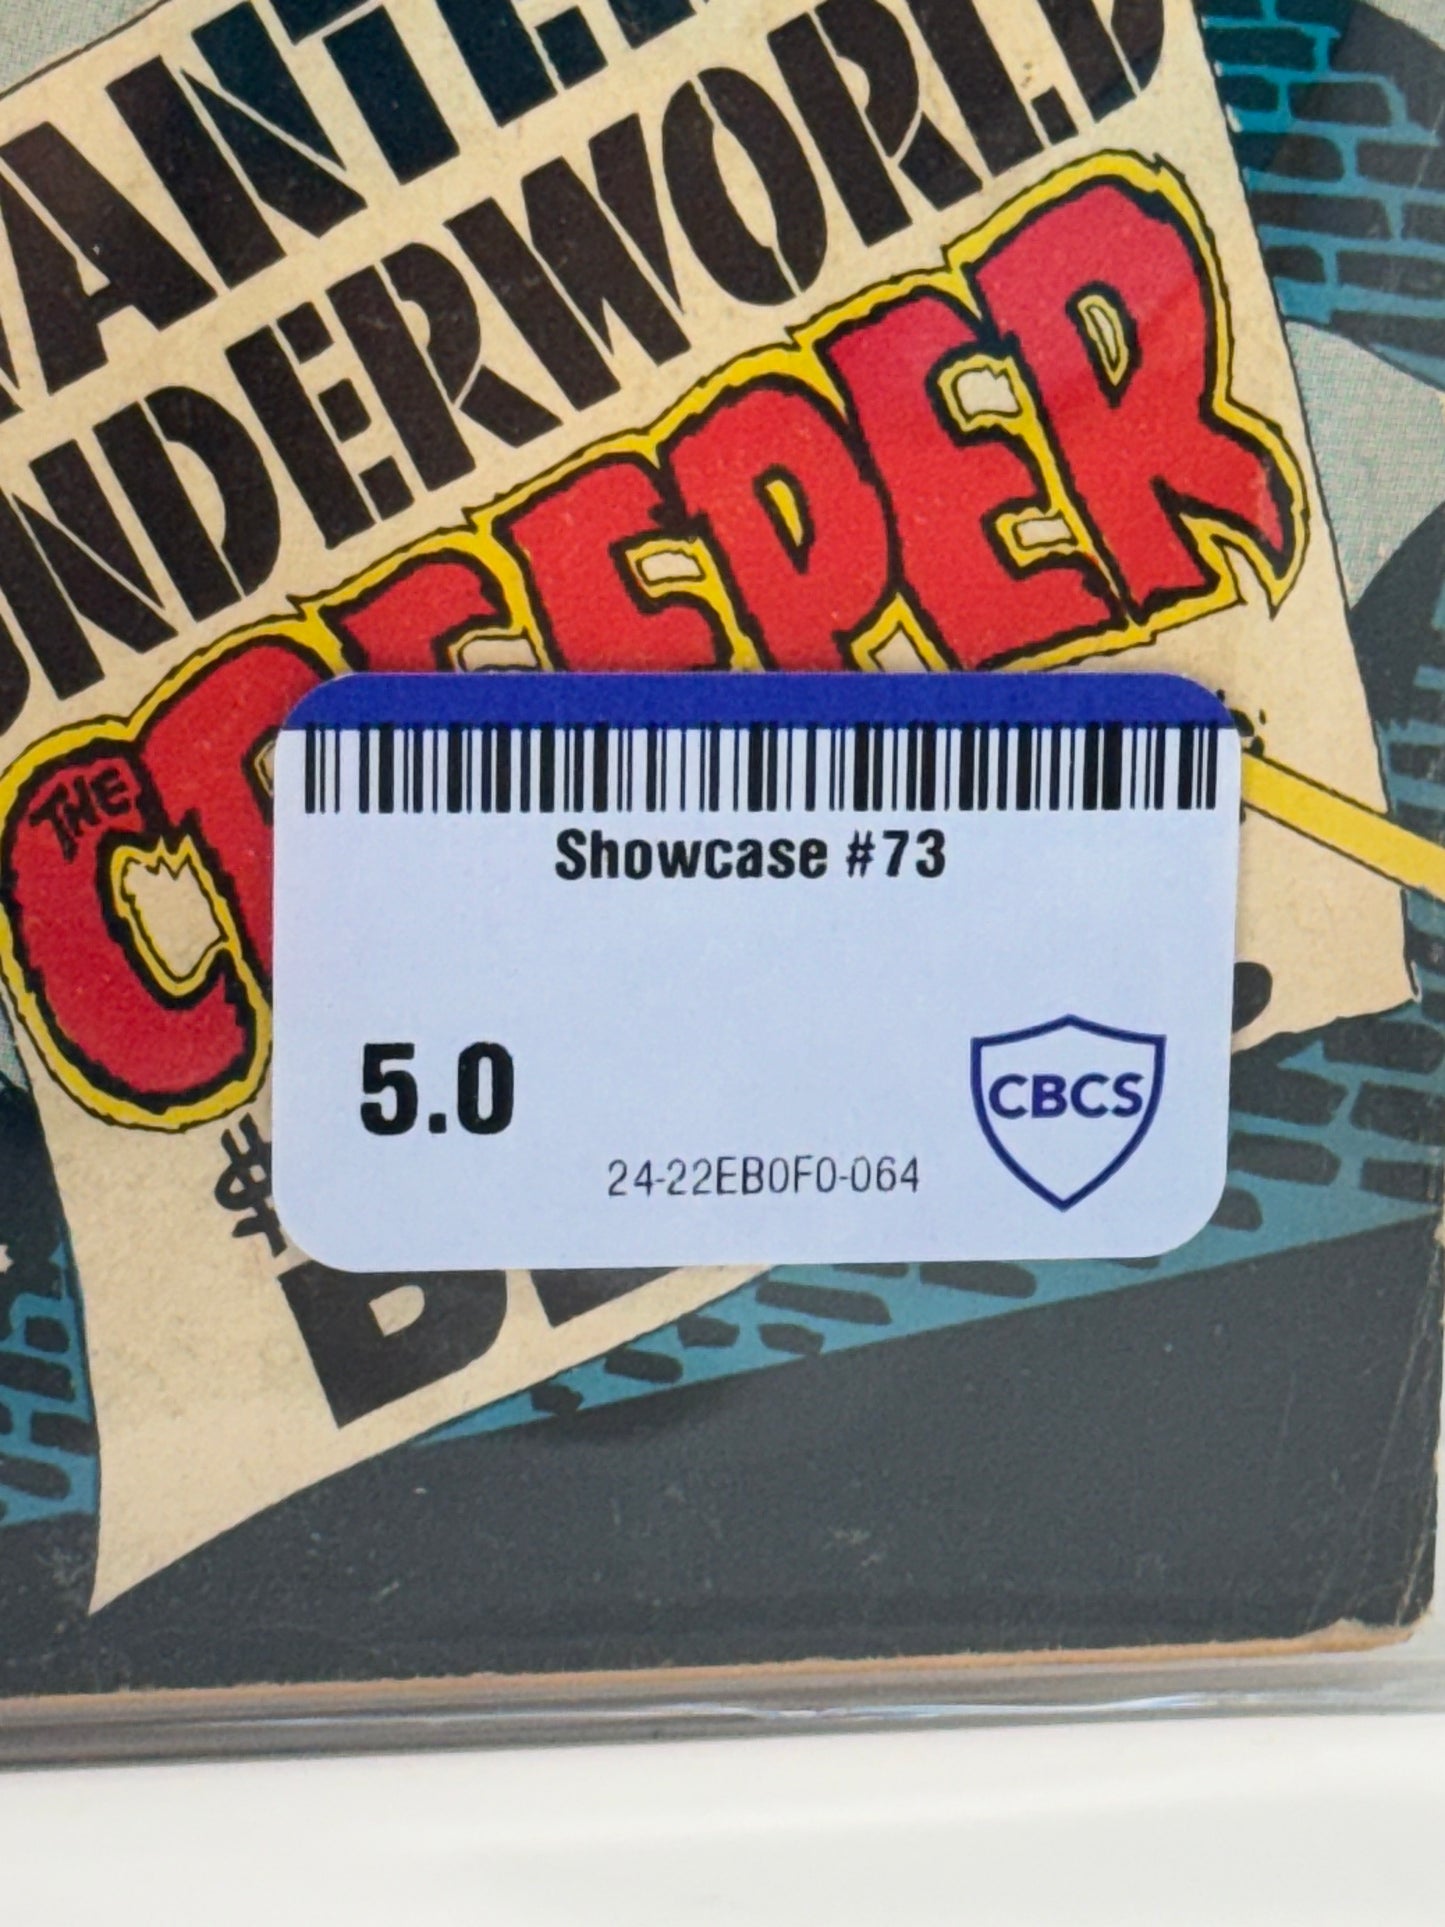 UNDERWORLD
THE
CREEPER
Showcase #73
5.0
CBCS
24-22EB0F0-064